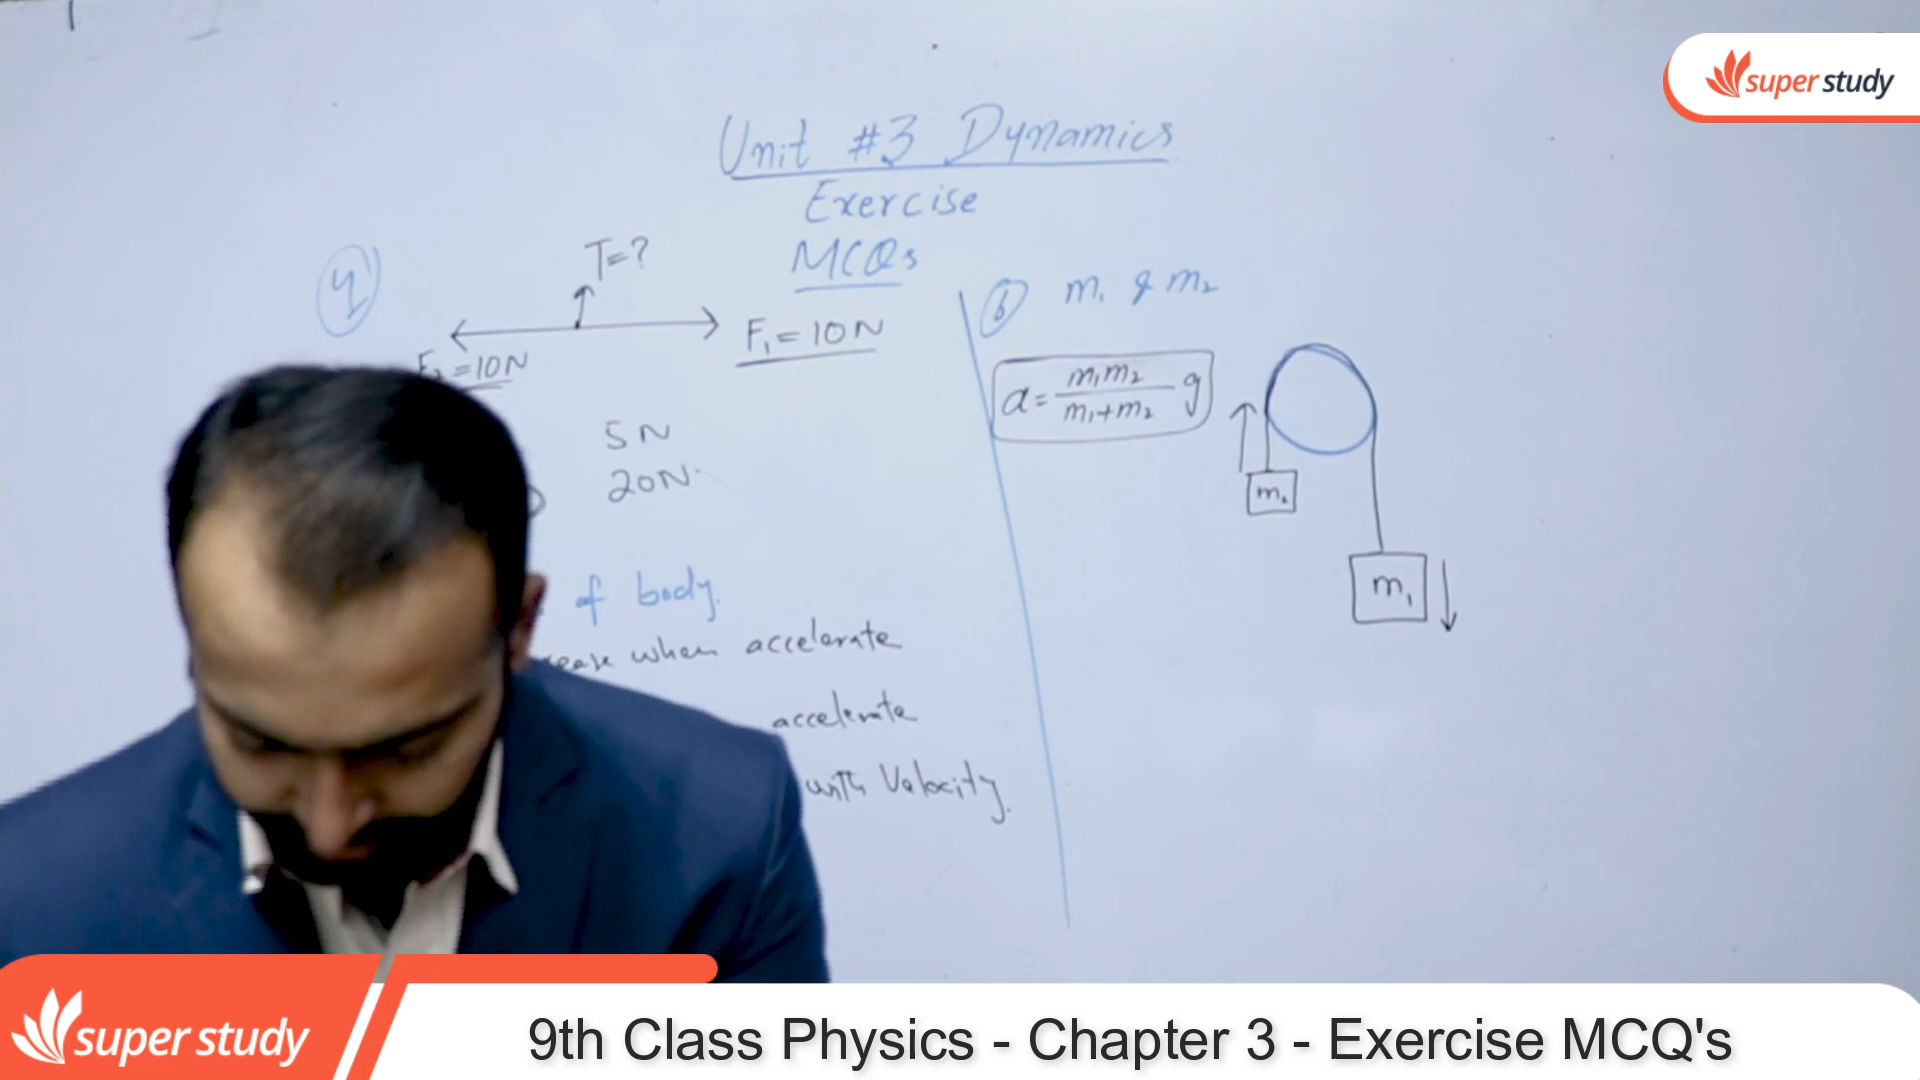 super study
Unit #3 Dynamics
Exercise
MCQs
4
T=?
F₁ = 10N
= 10N
5N
20N
of body.
when accelerate
accelerate
with Velocity.
6 m₁ & m₂
a = m₁m₂ / m₁+m₂ g
m₂
m₁
super study
9th Class Physics - Chapter 3 - Exercise MCQ's